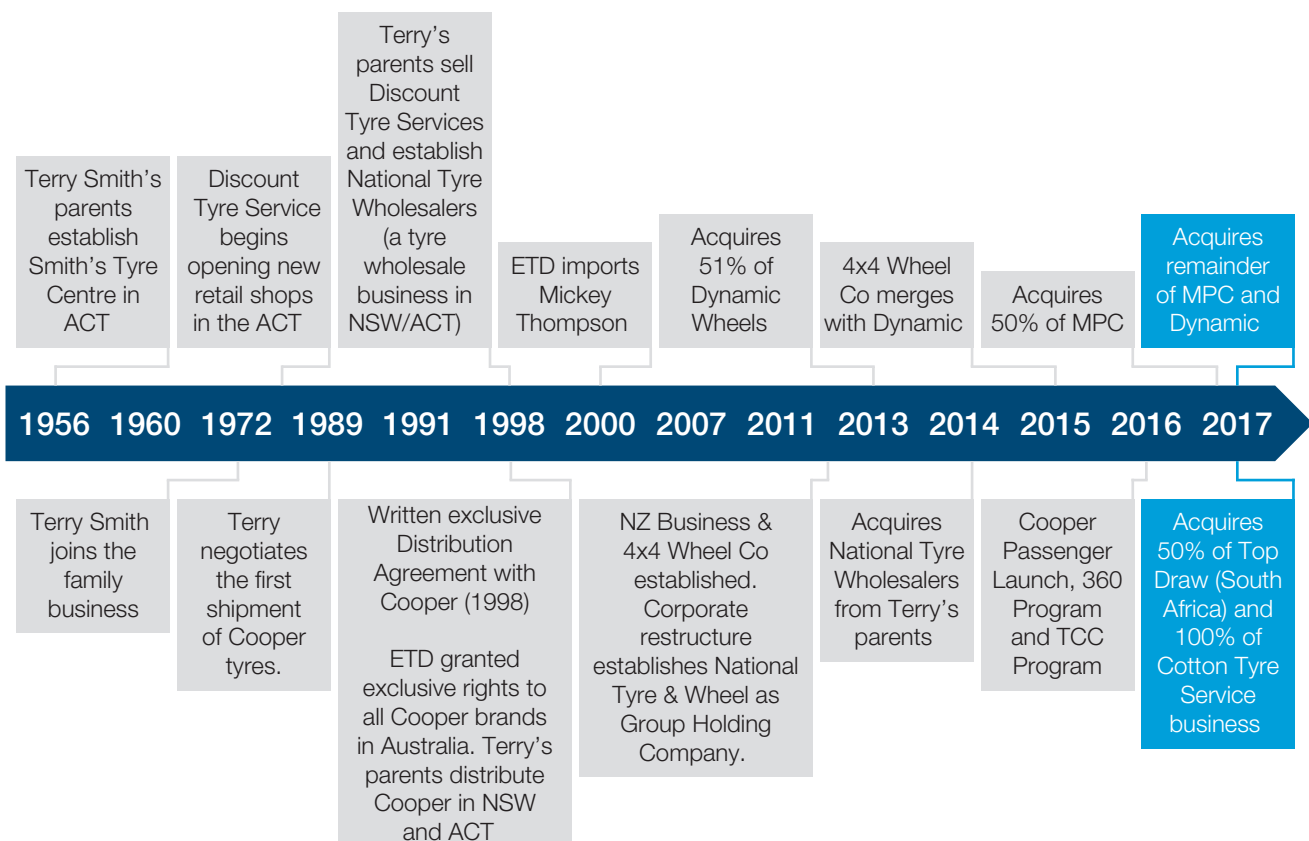 Terry Smith's
parents
establish
Smith's Tyre
Centre in
ACT
Discount
Tyre Service
begins
opening new
retail shops
in the ACT
Terry's
parents sell
Discount
Tyre Services
and establish
National Tyre
Wholesalers
(a tyre
wholesale
business in
NSW/ACT)
ETD imports
Mickey
Thompson
Acquires
51% of
Dynamic
Wheels
4x4 Wheel
Co merges
with Dynamic
Acquires
50% of MPC
Acquires
remainder
of MPC and
Dynamic
1956 1960 1972 1989 1991 1998 2000 2007 2011 2013 2014 2015 2016 2017
Terry Smith
joins the
family
business
Terry
negotiates
the first
shipment
of Cooper
tyres.
Written exclusive
Distribution
Agreement with
Cooper (1998)
ETD granted
exclusive rights to
all Cooper brands
in Australia. Terry's
parents distribute
Cooper in NSW
and ACT
NZ Business &
4x4 Wheel Co
established.
Corporate
restructure
establishes National
Tyre & Wheel as
Group Holding
Company.
Acquires
National Tyre
Wholesalers
from Terry's
parents
Cooper
Passenger
Launch, 360
Program
and TCC
Program
Acquires
50% of Top
Draw (South
Africa) and
100% of
Cotton Tyre
Service
business